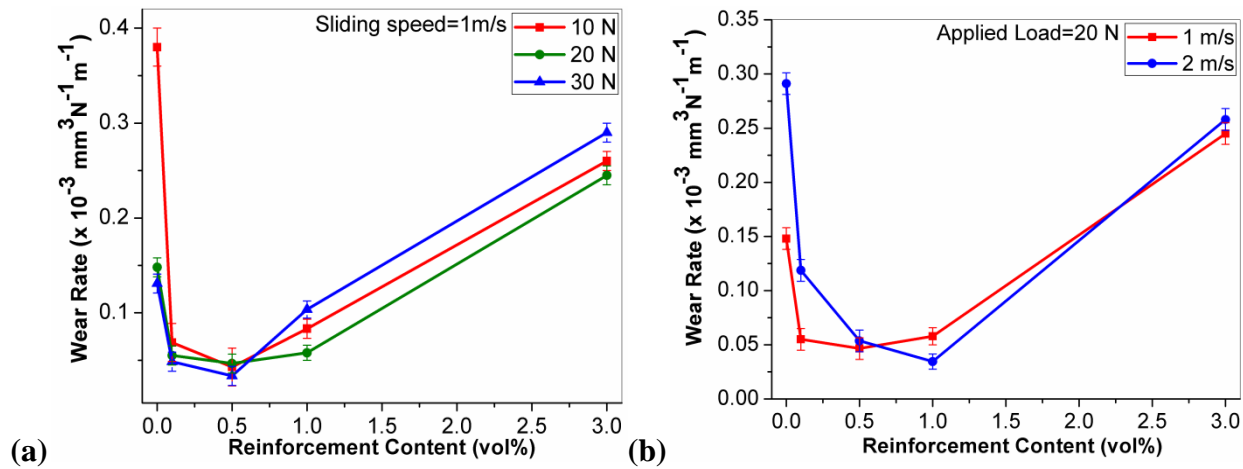 Sliding speed=1m/s
10 N
20 N
30 N
0.4
0.3
0.2
0.1
Wear Rate (x 10⁻³ mm³N⁻¹m⁻¹)
0.0 0.5 1.0 1.5 2.0 2.5 3.0
Reinforcement Content (vol%)
(a)
Applied Load=20 N
1 m/s
2 m/s
0.35
0.30
0.25
0.20
0.15
0.10
0.05
0.00
Wear Rate (x 10⁻³ mm³N⁻¹m⁻¹)
0.0 0.5 1.0 1.5 2.0 2.5 3.0
Reinforcement Content (vol%)
(b)